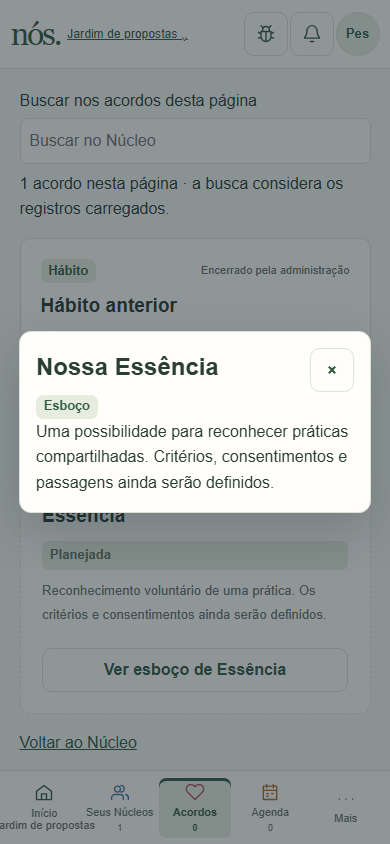 nós. Jardim de propostas Pes
Buscar nos acordos desta página
Buscar no Núcleo
1 acordo nesta página · a busca considera os
registros carregados.
Hábito Encerrado pela administração
Hábito anterior
Nossa Essência ×
Esboço
Uma possibilidade para reconhecer práticas
compartilhadas. Critérios, consentimentos e
passagens ainda serão definidos.
Essência
Planejada
Reconhecimento voluntário de uma prática. Os
critérios e consentimentos ainda serão definidos.
Ver esboço de Essência
Voltar ao Núcleo
Início Seus Núcleos Acordos Agenda ... Mais
ardim de propostas 1 0 0